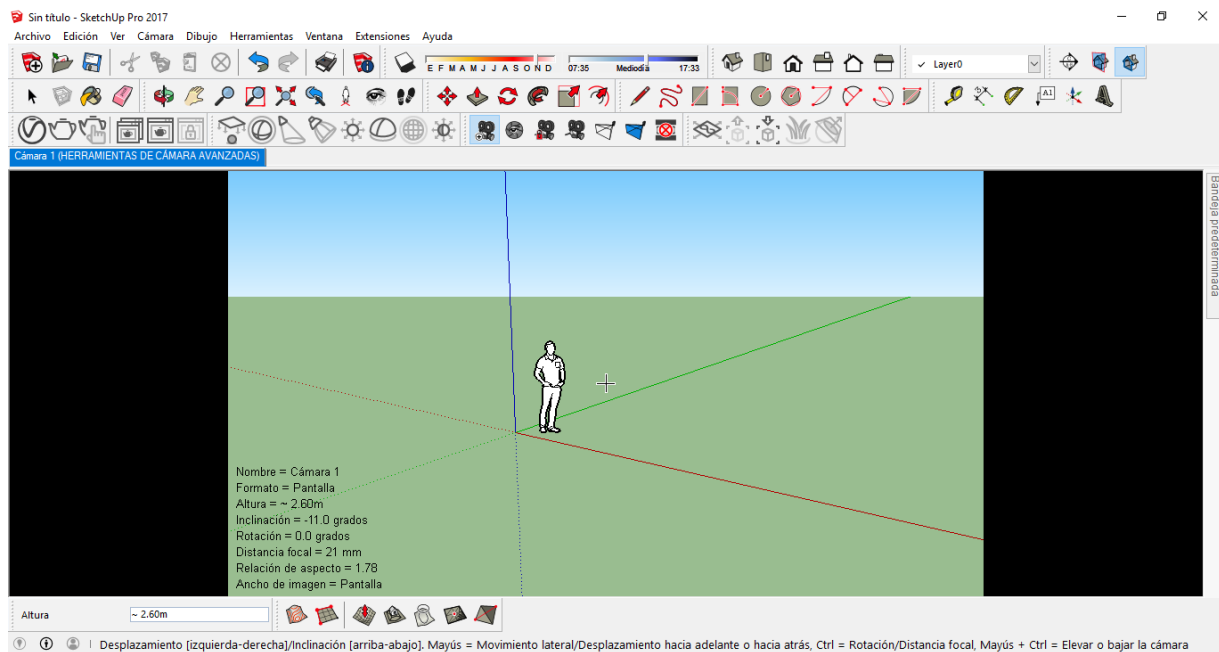 Sin título - SketchUp Pro 2017
Archivo Edición Ver Cámara Dibujo Herramientas Ventana Extensiones Ayuda
E F M A M J J A S O N D 07:35 Mediodía 17:33 Layer0
A1
Cámara 1 (HERRAMIENTAS DE CÁMARA AVANZADAS)
Bandeja predeterminada
Nombre = Cámara 1
Formato = Pantalla
Altura = ~ 2.60m
Inclinación = -11.0 grados
Rotación = 0.0 grados
Distancia focal = 21 mm
Relación de aspecto = 1.78
Ancho de imagen = Pantalla
Altura ~ 2.60m
Desplazamiento [izquierda-derecha]/Inclinación [arriba-abajo]. Mayús = Movimiento lateral/Desplazamiento hacia adelante o hacia atrás, Ctrl = Rotación/Distancia focal, Mayús + Ctrl = Elevar o bajar la cámara